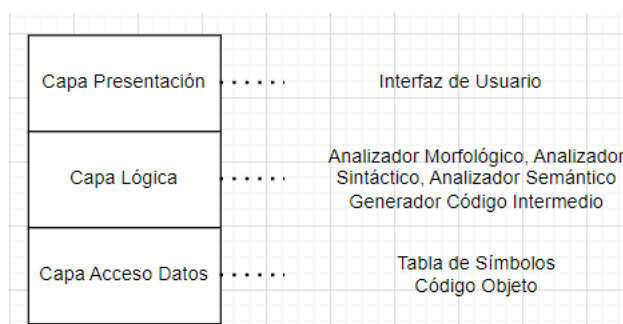 Capa Presentación
Interfaz de Usuario
Capa Lógica
Analizador Morfológico, Analizador
Sintáctico, Analizador Semántico
Generador Código Intermedio
Capa Acceso Datos
Tabla de Símbolos
Código Objeto